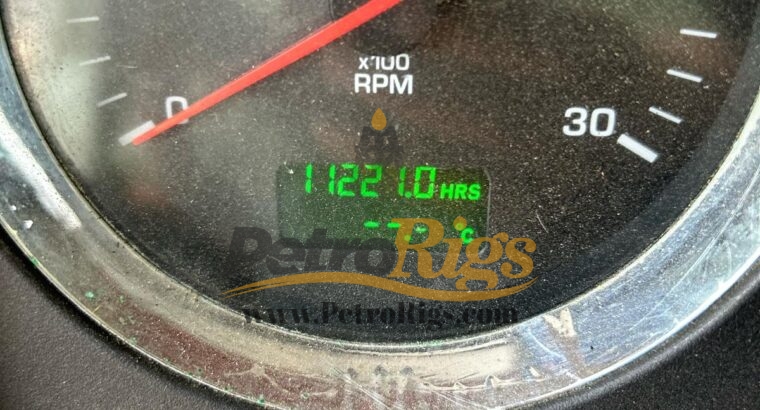 x100
RPM
0
30
11221.0 HRS
--.- °C
PetroRigs
www.PetroRigs.com